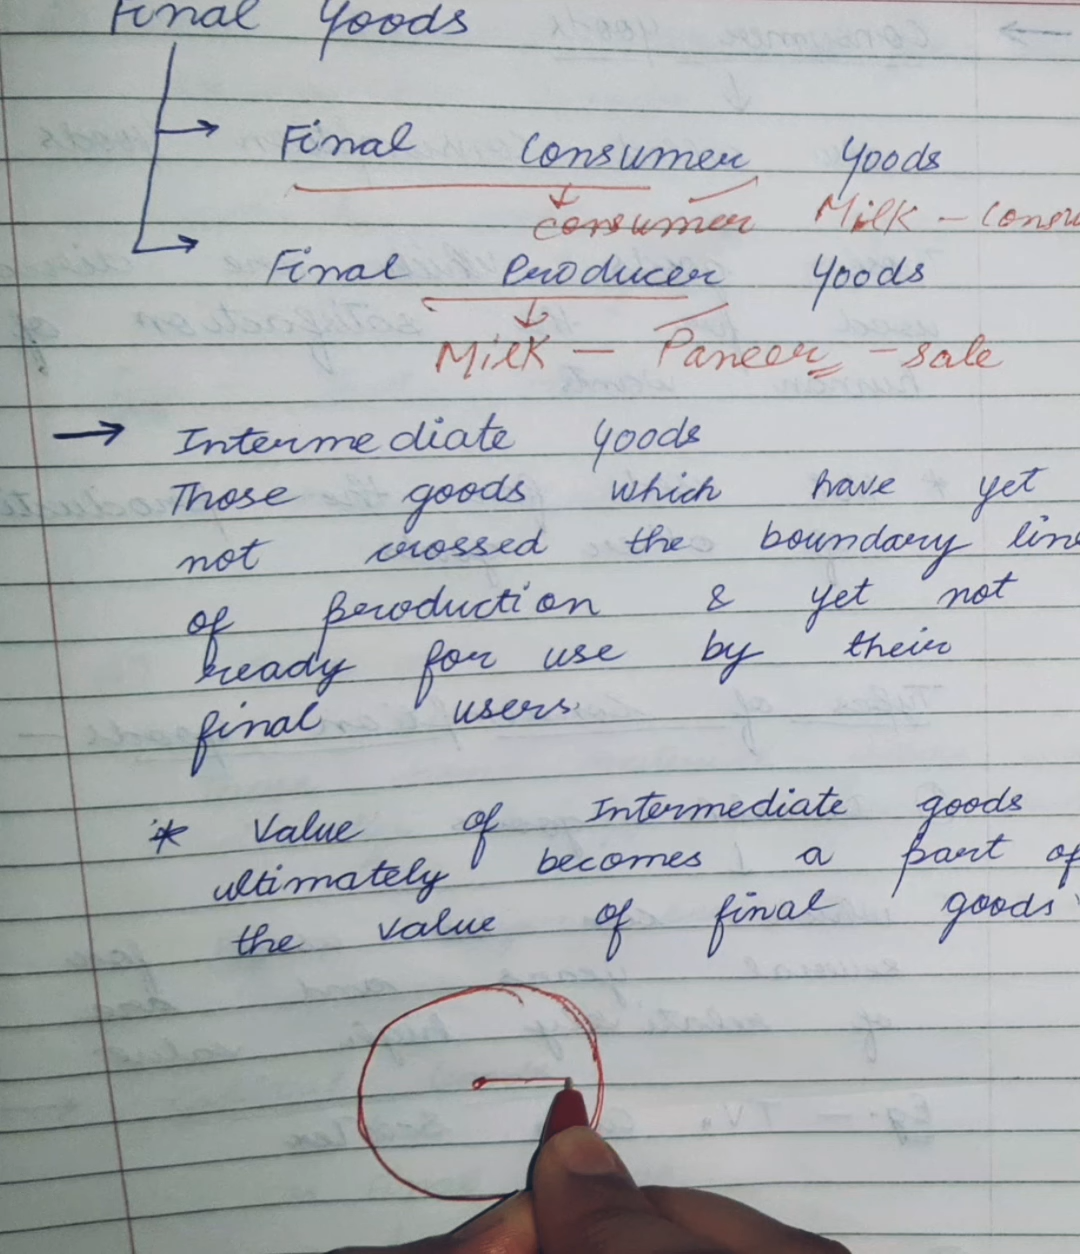 Final Goods
Final Consumer Goods
consumer Milk - Consu
Final Producer Goods
Milk - Paneer - sale
→ Intermediate Goods
Those goods which have yet
not crossed the boundary line
of production & yet not
ready for use by their
final users.
* Value of Intermediate goods
ultimately becomes a part of
the value of final goods